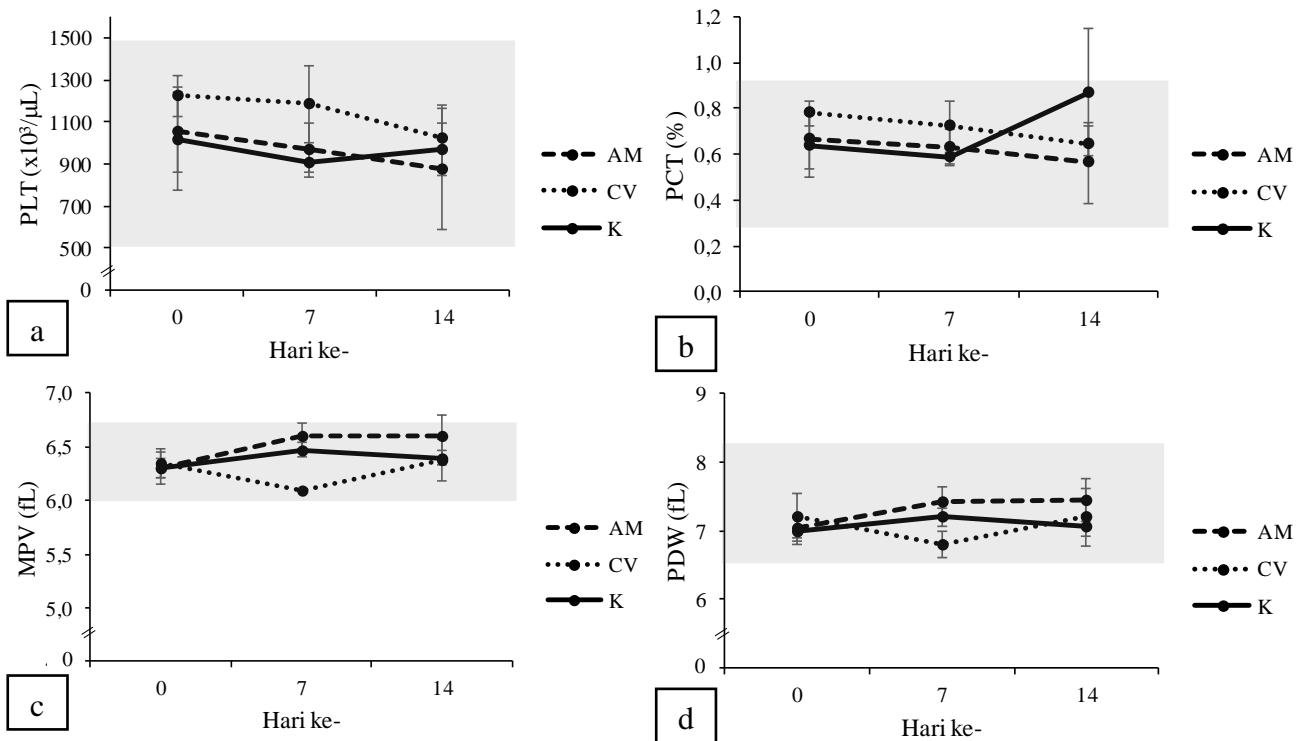 1500
1300
1100
900
700
500
0
PLT (x10³/µL)
0 7 14
Hari ke-
AM
CV
K
a
1,2
1,0
0,8
0,6
0,4
0,2
0,0
PCT (%)
0 7 14
Hari ke-
AM
CV
K
b
7,0
6,5
6,0
5,5
5,0
0
MPV (fL)
0 7 14
Hari ke-
AM
CV
K
c
9
8
7
6
0
PDW (fL)
0 7 14
Hari ke-
AM
CV
K
d